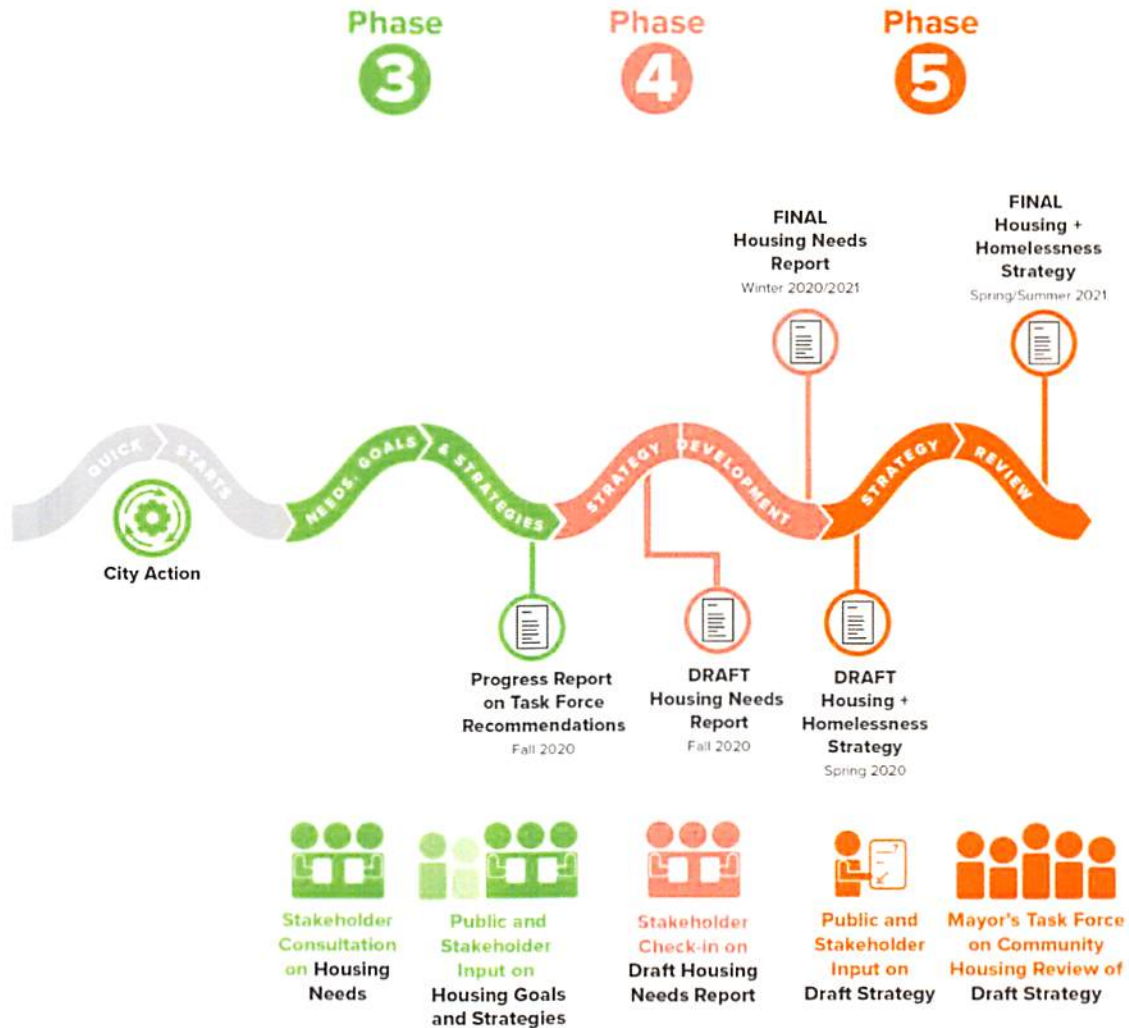 Phase
3
Phase
4
Phase
5
FINAL
Housing Needs
Report
Winter 2020/2021
FINAL
Housing +
Homelessness
Strategy
Spring/Summer 2021
QUICK STARTS
NEEDS, GOALS & STRATEGIES
STRATEGY DEVELOPMENT
STRATEGY REVIEW
City Action
Progress Report
on Task Force
Recommendations
Fall 2020
DRAFT
Housing Needs
Report
Fall 2020
DRAFT
Housing +
Homelessness
Strategy
Spring 2020
Stakeholder
Consultation
on Housing
Needs
Public and
Stakeholder
Input on
Housing Goals
and Strategies
Stakeholder
Check-in on
Draft Housing
Needs Report
Public and
Stakeholder
Input on
Draft Strategy
Mayor's Task Force
on Community
Housing Review of
Draft Strategy